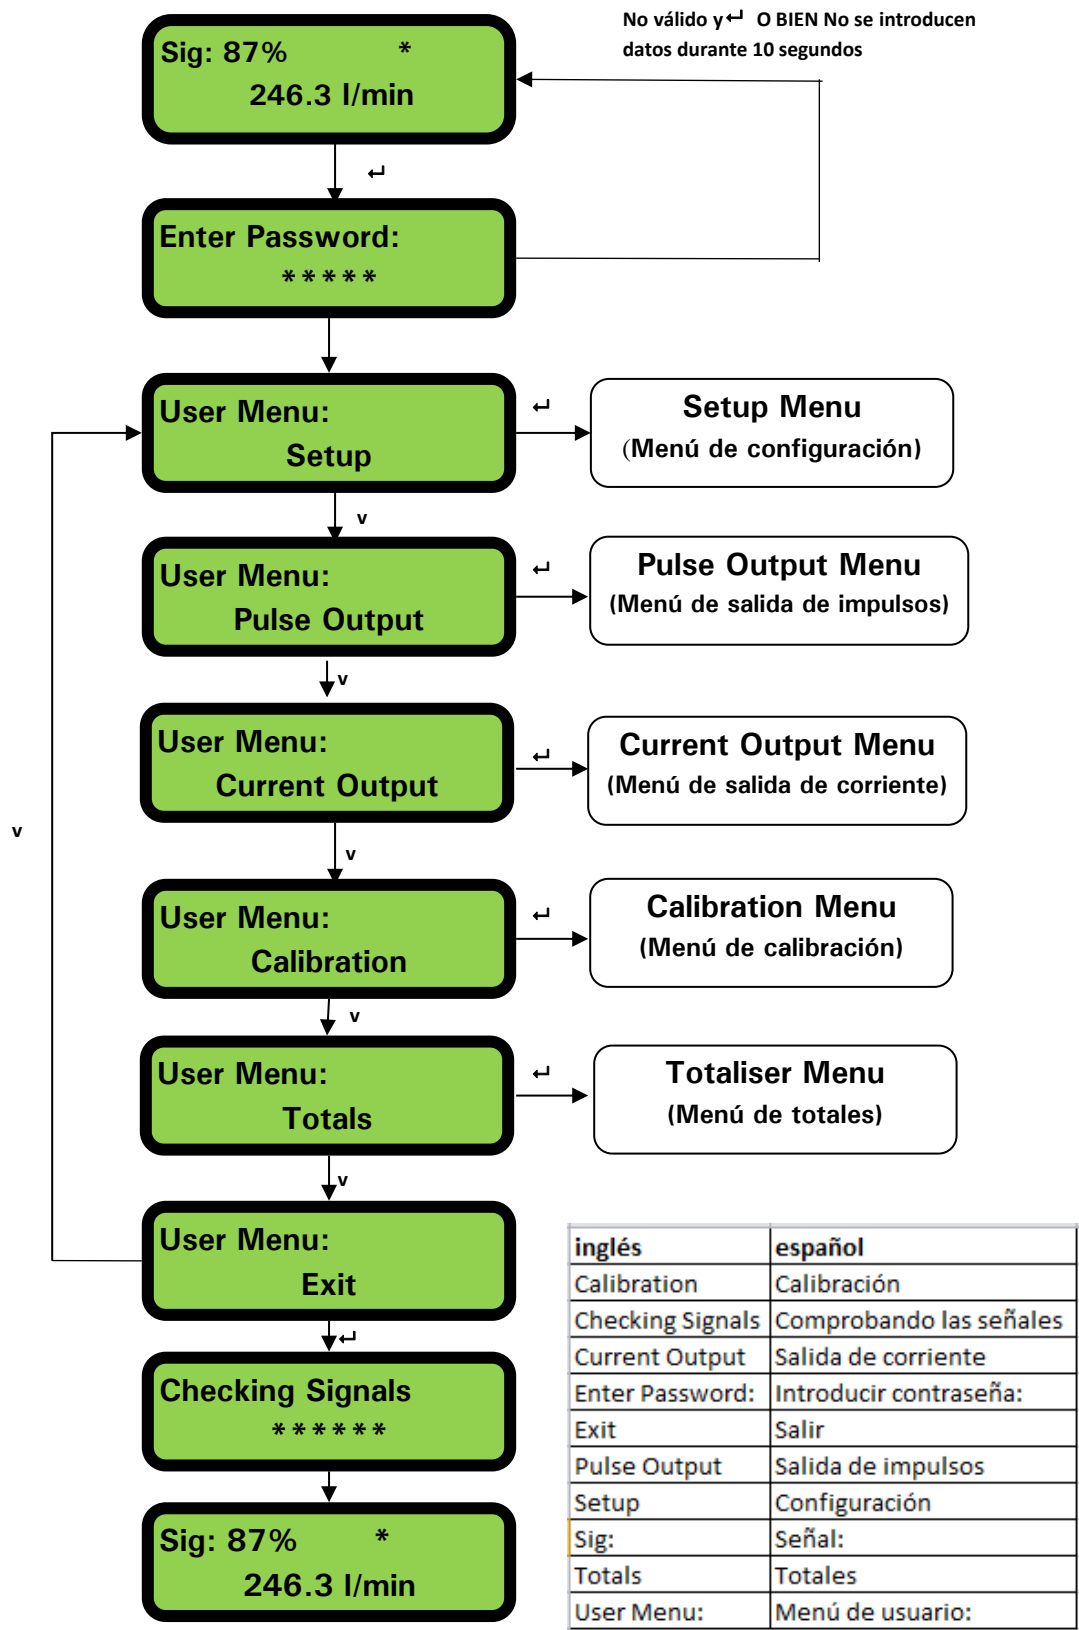 No válido y↵ O BIEN No se introducen
datos durante 10 segundos
Sig: 87% *
246.3 l/min
↵
Enter Password:
*****
User Menu:
Setup
↵
Setup Menu
(Menú de configuración)
v
User Menu:
Pulse Output
↵
Pulse Output Menu
(Menú de salida de impulsos)
v
User Menu:
Current Output
↵
Current Output Menu
(Menú de salida de corriente)
v
v
User Menu:
Calibration
↵
Calibration Menu
(Menú de calibración)
v
User Menu:
Totals
↵
Totaliser Menu
(Menú de totales)
v
User Menu:
Exit
↵
Checking Signals
******
Sig: 87% *
246.3 l/min
inglés español
Calibration Calibración
Checking Signals Comprobando las señales
Current Output Salida de corriente
Enter Password: Introducir contraseña:
Exit Salir
Pulse Output Salida de impulsos
Setup Configuración
Sig: Señal:
Totals Totales
User Menu: Menú de usuario: